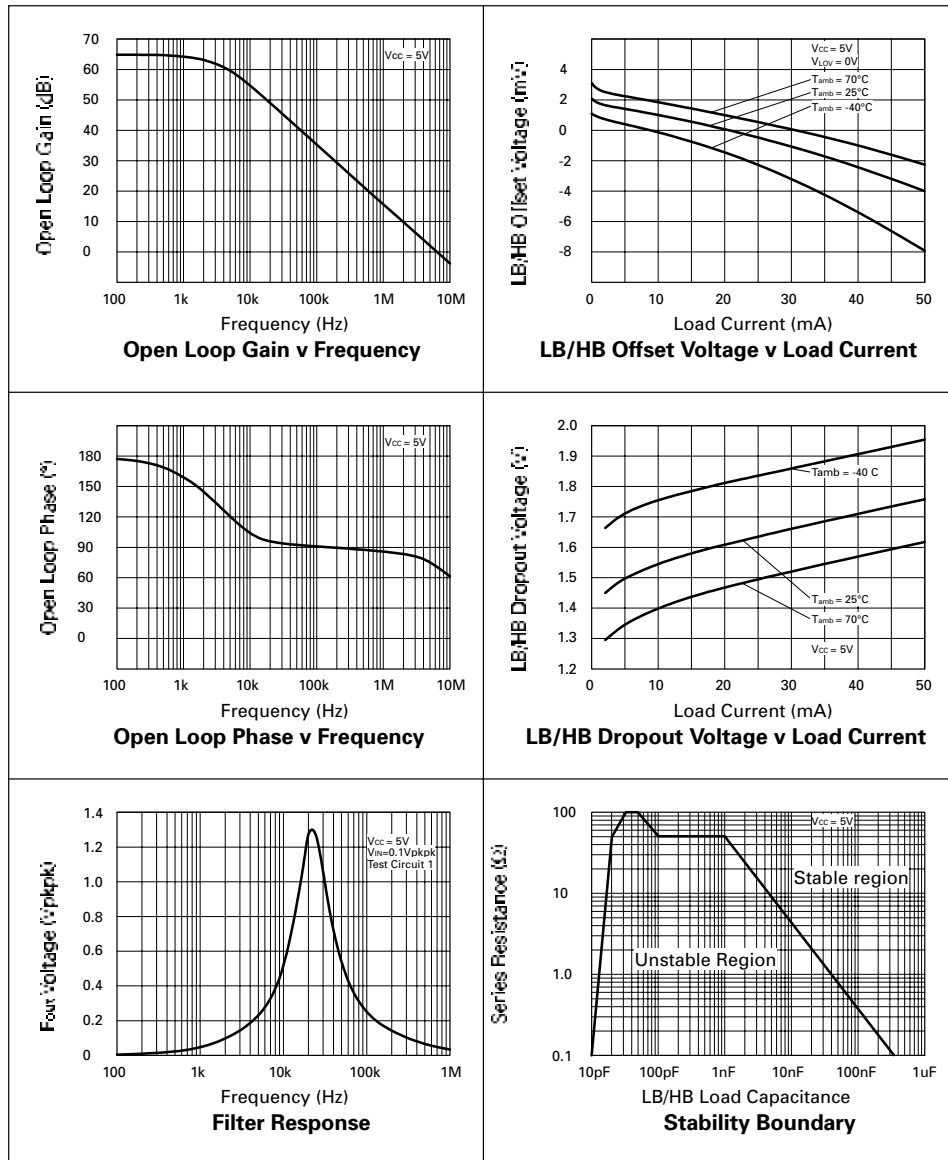 70
60
50
40
30
20
10
0
Open Loop Gain (dB)
Vcc = 5V
100 1k 10k 100k 1M 10M
Frequency (Hz)
Open Loop Gain v Frequency
4
2
0
-2
-4
-6
-8
LB/HB Offset Voltage (mV)
Vcc = 5V
VLOV = 0V
Tamb = 70°C
Tamb = 25°C
Tamb = -40°C
0 10 20 30 40 50
Load Current (mA)
LB/HB Offset Voltage v Load Current
180
150
120
90
60
30
0
Open Loop Phase (°)
Vcc = 5V
100 1k 10k 100k 1M 10M
Frequency (Hz)
Open Loop Phase v Frequency
2.0
1.9
1.8
1.7
1.6
1.5
1.4
1.3
1.2
LB/HB Dropout Voltage (V)
Tamb = -40 C
Tamb = 25°C
Tamb = 70°C
Vcc = 5V
0 10 20 30 40 50
Load Current (mA)
LB/HB Dropout Voltage v Load Current
1.4
1.2
1.0
0.8
0.6
0.4
0.2
0
Fout Voltage (Vpkpk)
Vcc = 5V
VIN=0.1Vpkpk
Test Circuit 1
100 1k 10k 100k 1M
Frequency (Hz)
Filter Response
100
10
1.0
0.1
Series Resistance (Ω)
Vcc = 5V
Stable region
Unstable Region
10pF 100pF 1nF 10nF 100nF 1uF
LB/HB Load Capacitance
Stability Boundary